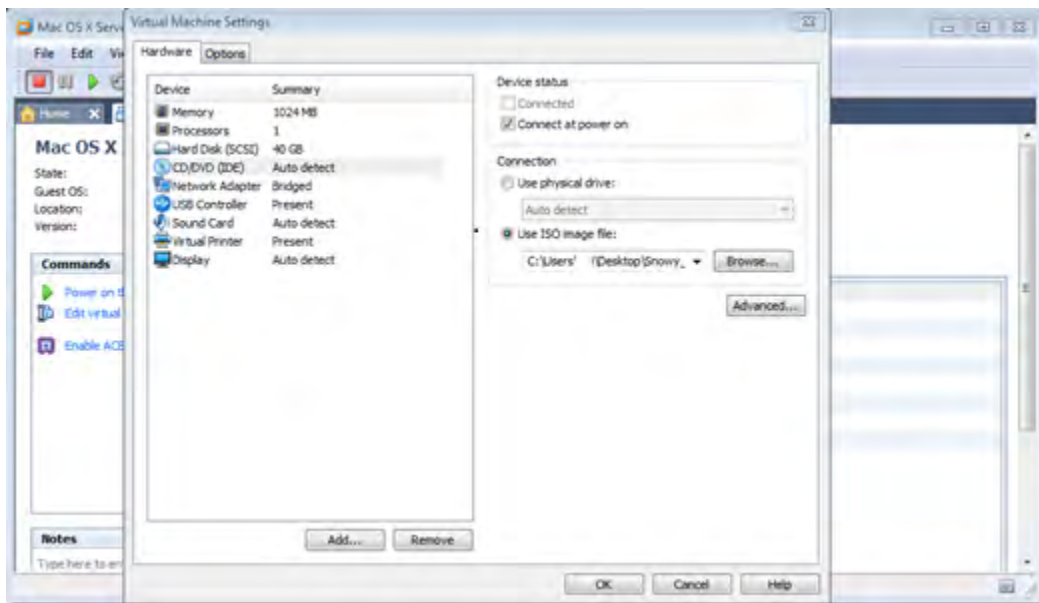 Mac OS X Serv
Virtual Machine Settings
File Edit Vi
Hardware Options
Home
Device Summary
Memory 1024 MB
Processors 1
Hard Disk (SCSI) 40 GB
CD/DVD (IDE) Auto detect
Network Adapter Bridged
USB Controller Present
Sound Card Auto detect
Virtual Printer Present
Display Auto detect
Add... Remove
Device status
Connected
Connect at power on
Connection
Use physical drive:
Auto detect
Use ISO image file:
C:\Users' \Desktop\Snowy_ Browse...
Advanced...
Mac OS X
State:
Guest OS:
Location:
Version:
Commands
Power on t
Edit virtual
Enable ACE
Notes
Type here to en
OK Cancel Help